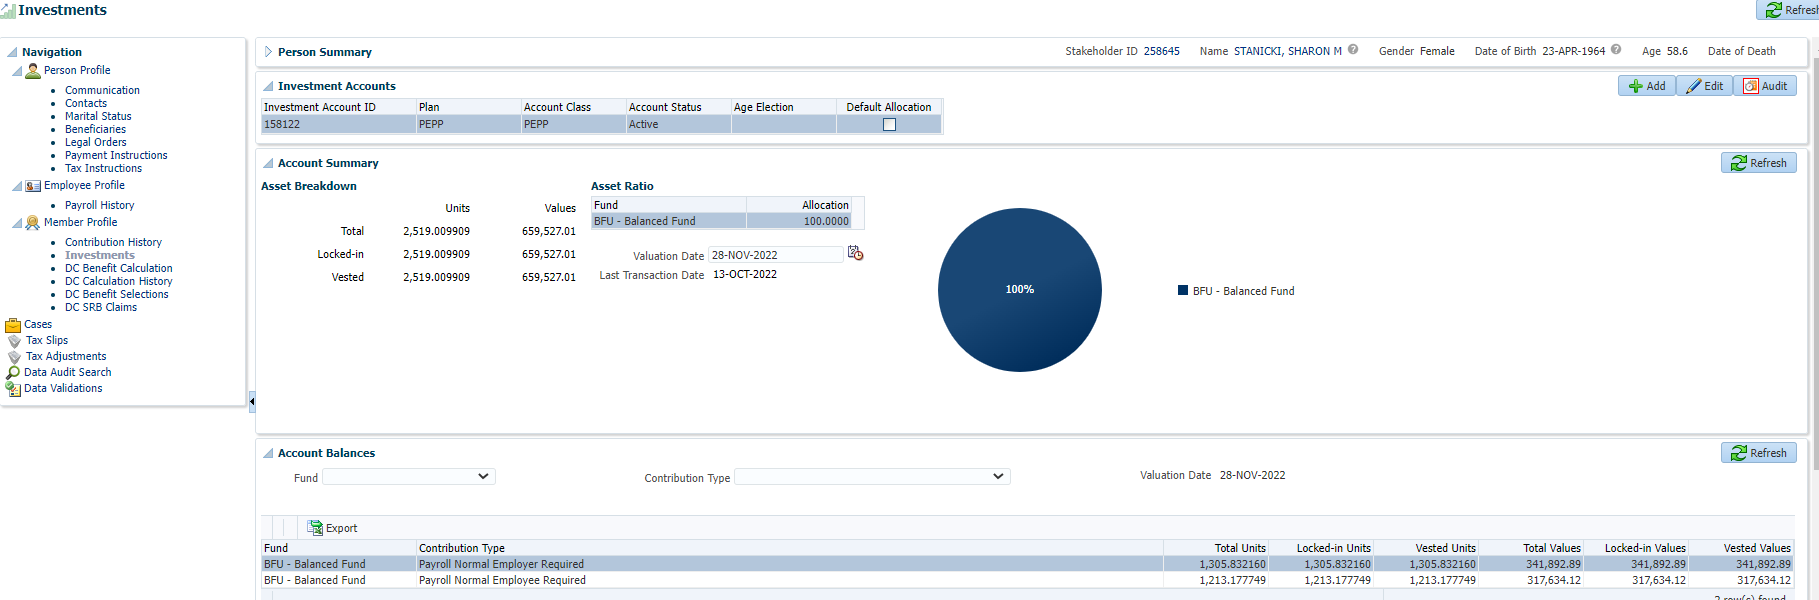 Investments
Refresh
Navigation
Person Profile
Communication
Contacts
Marital Status
Beneficiaries
Legal Orders
Payment Instructions
Tax Instructions
Employee Profile
Payroll History
Member Profile
Contribution History
Investments
DC Benefit Calculation
DC Calculation History
DC Benefit Selections
DC SRB Claims
Cases
Tax Slips
Tax Adjustments
Data Audit Search
Data Validations
Person Summary Stakeholder ID 258645 Name STANICKI, SHARON M Gender Female Date of Birth 23-APR-1964 Age 58.6 Date of Death
Investment Accounts Add Edit Audit
Investment Account ID Plan Account Class Account Status Age Election Default Allocation
158122 PEPP PEPP Active
Account Summary Refresh
Asset Breakdown
Units Values
Total 2,519.009909 659,527.01
Locked-in 2,519.009909 659,527.01
Vested 2,519.009909 659,527.01
Asset Ratio
Fund Allocation
BFU - Balanced Fund 100.0000
Valuation Date 28-NOV-2022
Last Transaction Date 13-OCT-2022
100%
BFU - Balanced Fund
Account Balances Refresh
Fund Contribution Type Valuation Date 28-NOV-2022
Export
Fund Contribution Type Total Units Locked-in Units Vested Units Total Values Locked-in Values Vested Values
BFU - Balanced Fund Payroll Normal Employer Required 1,305.832160 1,305.832160 1,305.832160 341,892.89 341,892.89 341,892.89
BFU - Balanced Fund Payroll Normal Employee Required 1,213.177749 1,213.177749 1,213.177749 317,634.12 317,634.12 317,634.12
2 row(s) found